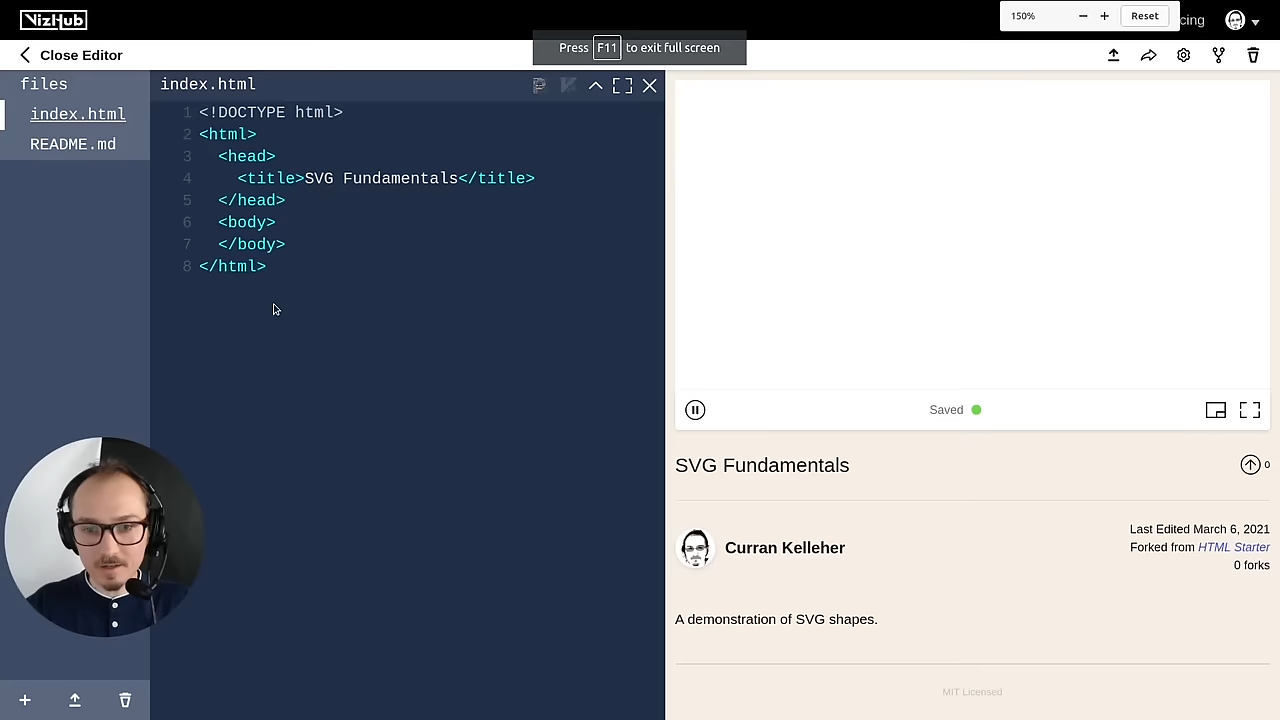 VizHub
150%
Reset
cing
Press F11 to exit full screen
Close Editor
files
index.html
README.md
index.html
1 <!DOCTYPE html>
2 <html>
3   <head>
4     <title>SVG Fundamentals</title>
5   </head>
6   <body>
7   </body>
8 </html>
Saved
SVG Fundamentals
0
Curran Kelleher
Last Edited March 6, 2021
Forked from HTML Starter
0 forks
A demonstration of SVG shapes.
MIT Licensed